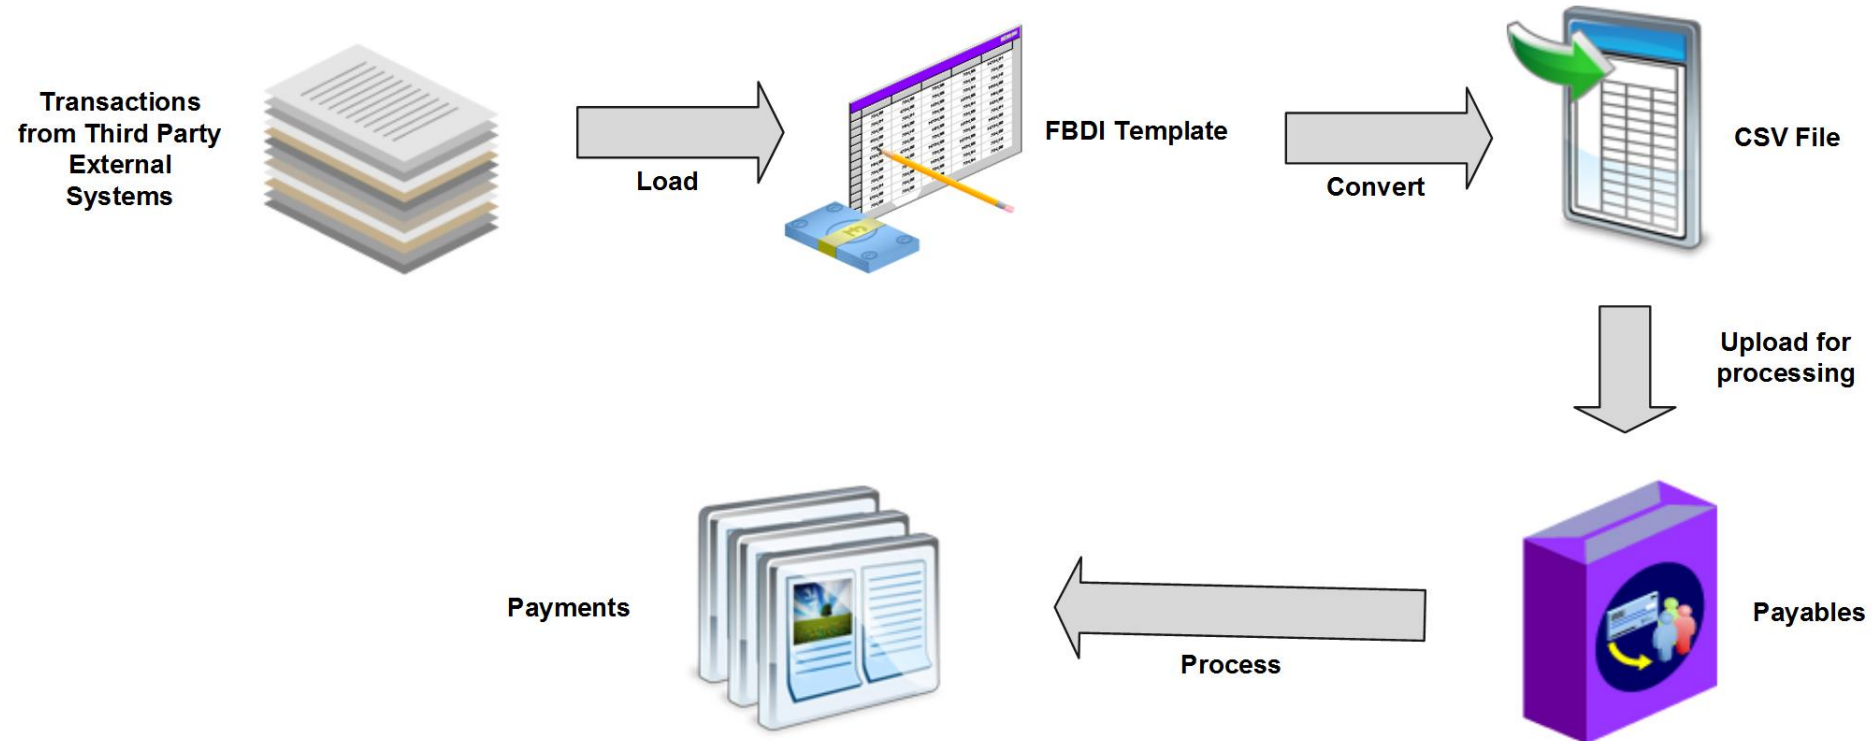 Transactions
from Third Party
External
Systems
Load
FBDI Template
Convert
CSV File
Upload for
processing
Payables
Process
Payments